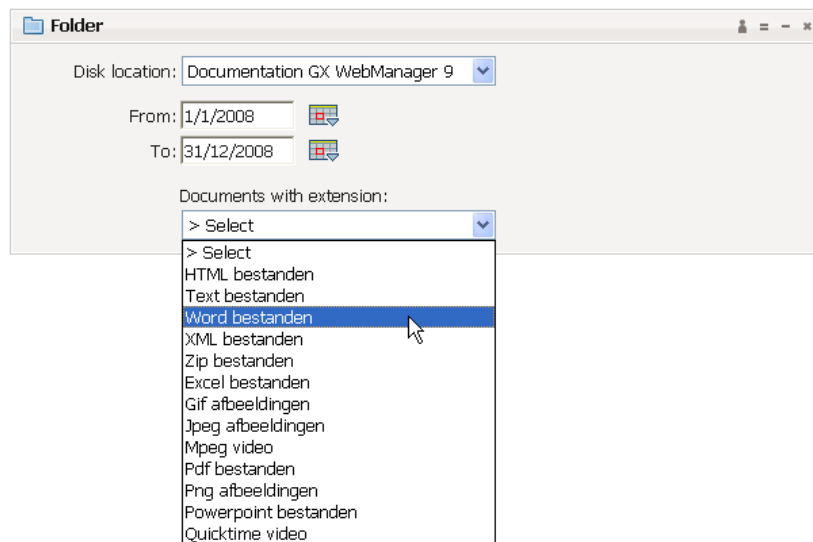 Folder
Disk location: Documentation GX WebManager 9
From: 1/1/2008
To: 31/12/2008
Documents with extension:
> Select
> Select
HTML bestanden
Text bestanden
Word bestanden
XML bestanden
Zip bestanden
Excel bestanden
Gif afbeeldingen
Jpeg afbeeldingen
Mpeg video
Pdf bestanden
Png afbeeldingen
Powerpoint bestanden
Quicktime video